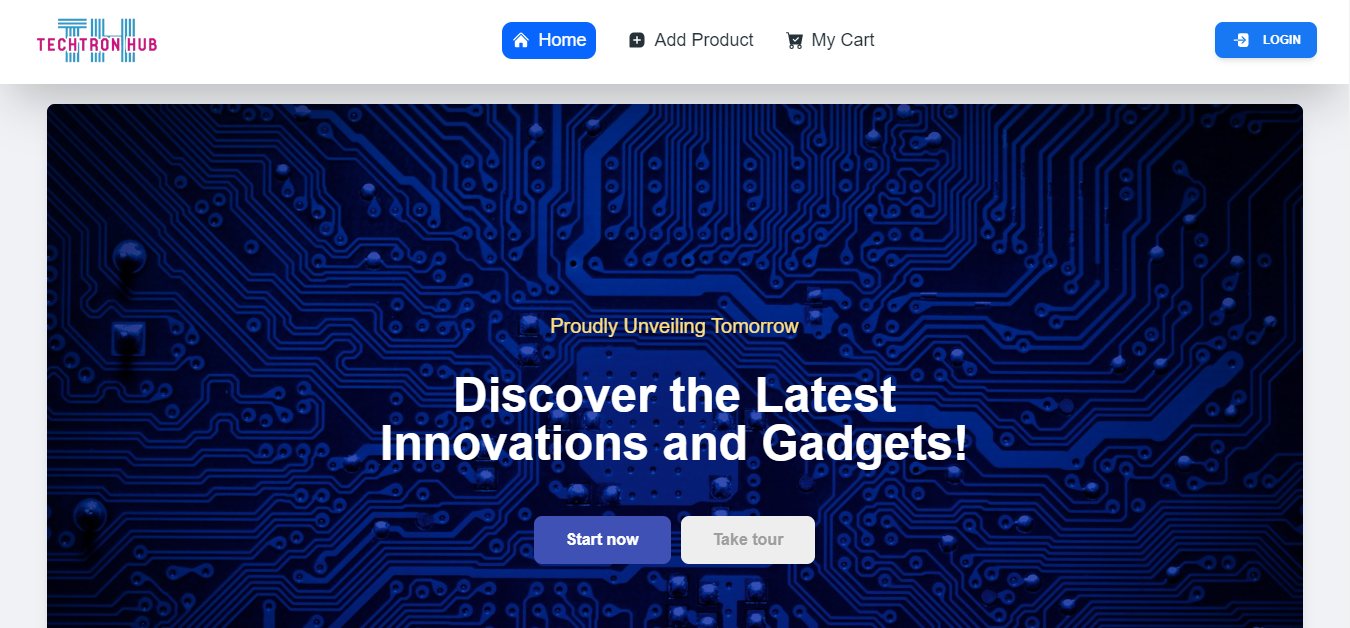 TH
TECHTRON HUB
Home
Add Product
My Cart
LOGIN
Proudly Unveiling Tomorrow
Discover the Latest
Innovations and Gadgets!
Start now
Take tour